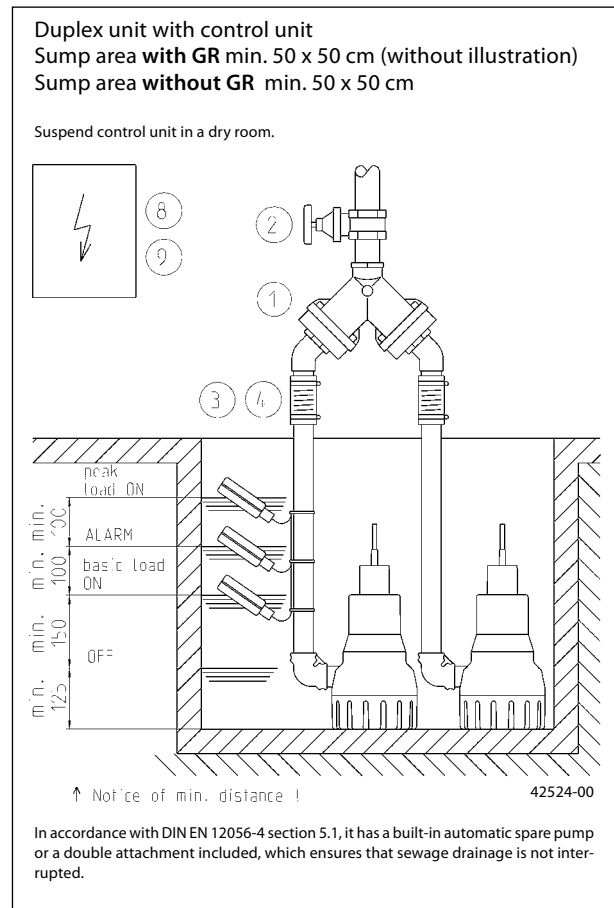 Duplex unit with control unit
Sump area with GR min. 50 x 50 cm (without illustration)
Sump area without GR min. 50 x 50 cm
Suspend control unit in a dry room.
8
9
2
1
3 4
peak
load ON
min.
ALARM
min.
100
basic load
ON
min.
OFF
min.
125
↑ Notice of min. distance !
42524-00
In accordance with DIN EN 12056-4 section 5.1, it has a built-in automatic spare pump
or a double attachment included, which ensures that sewage drainage is not inter-
rupted.